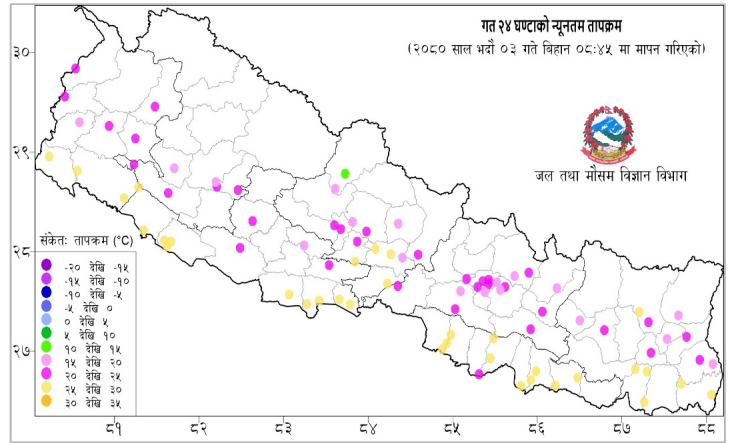 गत २४ घण्टाको न्यूनतम तापक्रम
(२०८० साल भदौ ०३ गते बिहान ०८:४५ मा मापन गरिएको)
जल तथा मौसम विज्ञान विभाग
३०
२९
२८
२७
संकेतः तापक्रम (°C)
-२० देखि -१५
-१५ देखि -१०
-१० देखि -५
-५ देखि ०
० देखि ५
५ देखि १०
१० देखि १५
१५ देखि २०
२० देखि २५
२५ देखि ३०
३० देखि ३५
८१ ८२ ८३ ८४ ८५ ८६ ८७ ८८